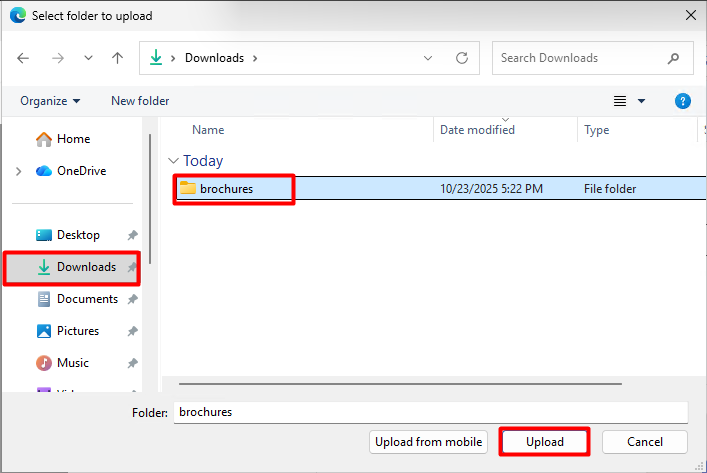 Select folder to upload
Downloads
Search Downloads
Organize
New folder
Name
Date modified
Type
Home
OneDrive
Today
brochures
10/23/2025 5:22 PM
File folder
Desktop
Downloads
Documents
Pictures
Music
Folder:
brochures
Upload from mobile
Upload
Cancel